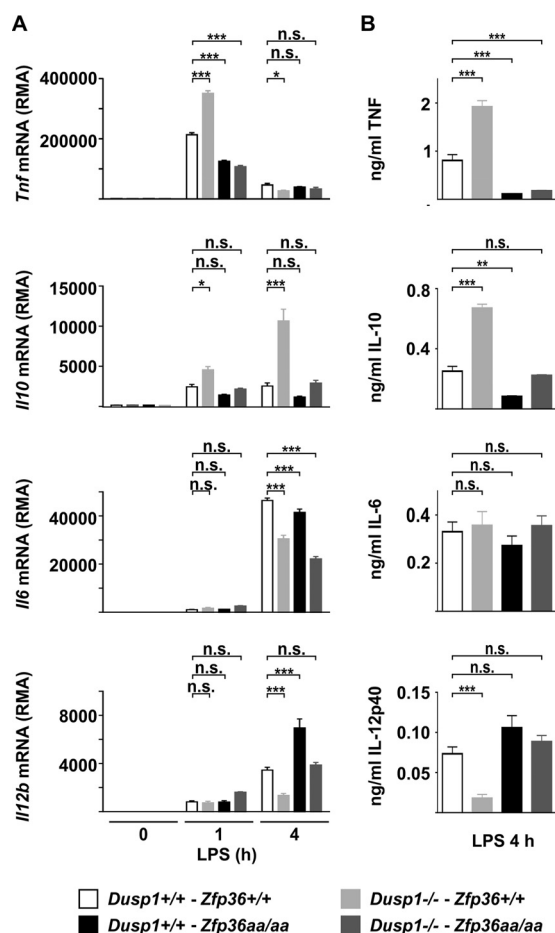 A
B
n.s.
***
n.s.
***
***
*
400000
200000
Tnf mRNA (RMA)
***
***
***
2
1
-
ng/ml TNF
n.s.
n.s.
n.s.
n.s.
*
***
15000
10000
5000
0
Il10 mRNA (RMA)
n.s.
**
***
0.8
0.4
ng/ml IL-10
n.s.
***
n.s.
***
n.s.
***
40000
20000
Il6 mRNA (RMA)
n.s.
n.s.
n.s.
0.4
0.2
ng/ml IL-6
n.s.
n.s.
n.s.
***
n.s.
***
8000
4000
Il12b mRNA (RMA)
n.s.
n.s.
***
0.15
0.10
0.05
ng/ml IL-12p40
0 1 4
LPS (h)
LPS 4 h
Dusp1+/+ - Zfp36+/+
Dusp1-/- - Zfp36+/+
Dusp1+/+ - Zfp36aa/aa
Dusp1-/- - Zfp36aa/aa